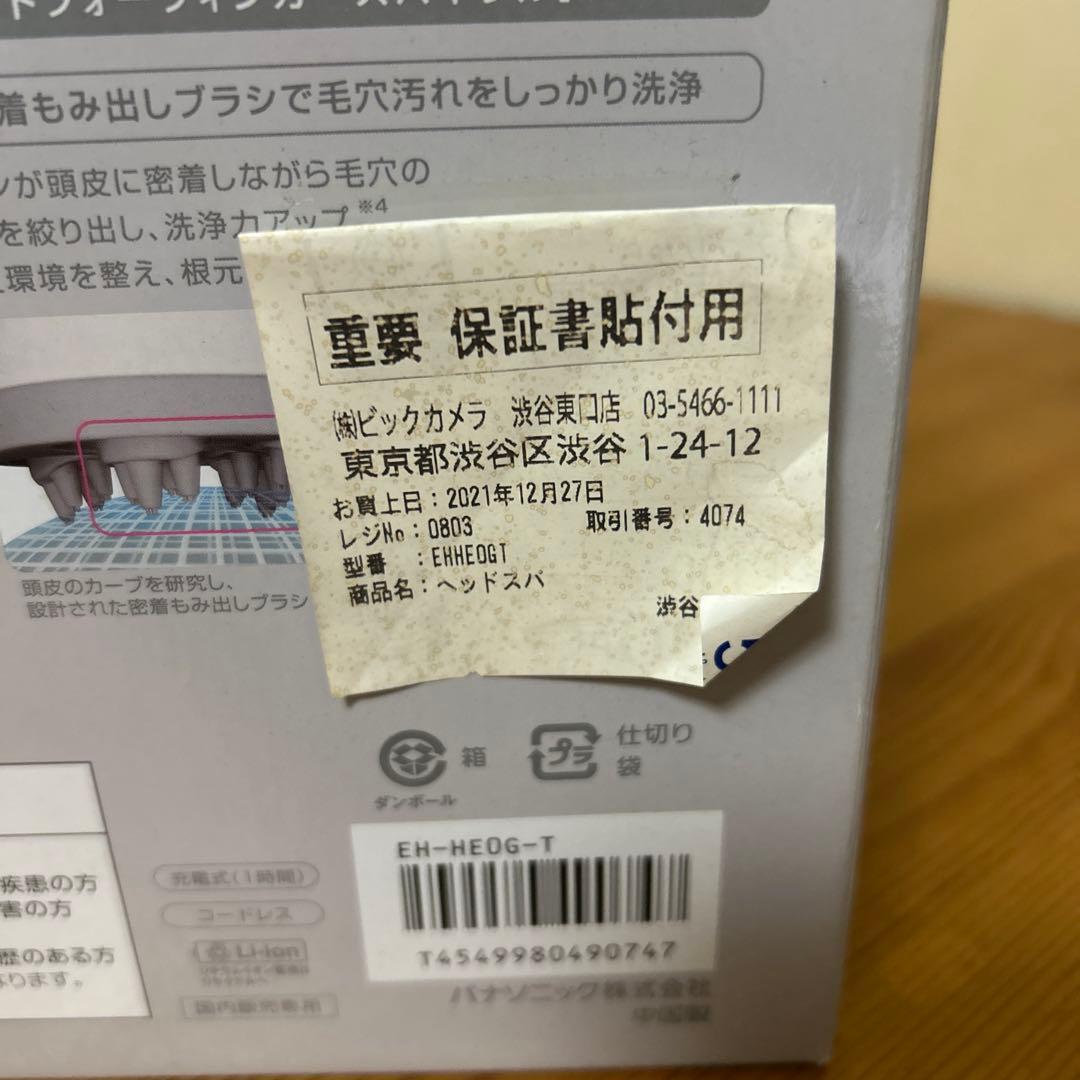 着もみ出しブラシで毛穴汚れをしっかり洗浄
が頭皮に密着しながら毛穴の
を絞り出し、洗浄力アップ※4
環境を整え、根元
重要 保証書貼付用
㈱ビックカメラ 渋谷東口店 03-5466-1111
東京都渋谷区渋谷 1-24-12
お買上日:2021年12月27日
レジNo:0803 取引番号:4074
型番 :EHHE0GT
商品名:ヘッドスパ
渋谷
頭皮のカーブを研究し、
設計された密着もみ出しブラシ
箱
ダンボール
プラ
仕切り
袋
EH-HE0G-T
T4549980490747
パナソニック株式会社
中国製
疾患の方
害の方
歴のある方
ります。
充電式(1時間)
コードレス
Li-ion
国内販売専用